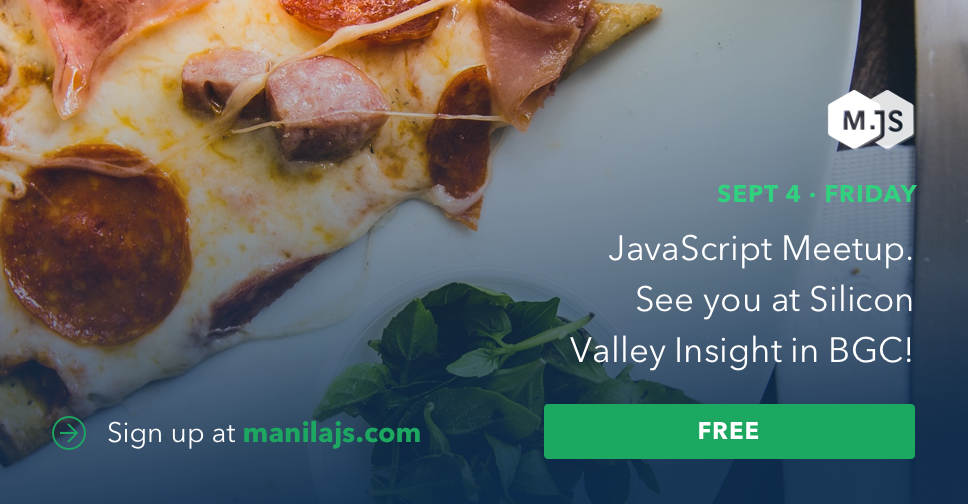 M.JS
SEPT 4 · FRIDAY
JavaScript Meetup.
See you at Silicon
Valley Insight in BGC!
Sign up at manilajs.com
FREE